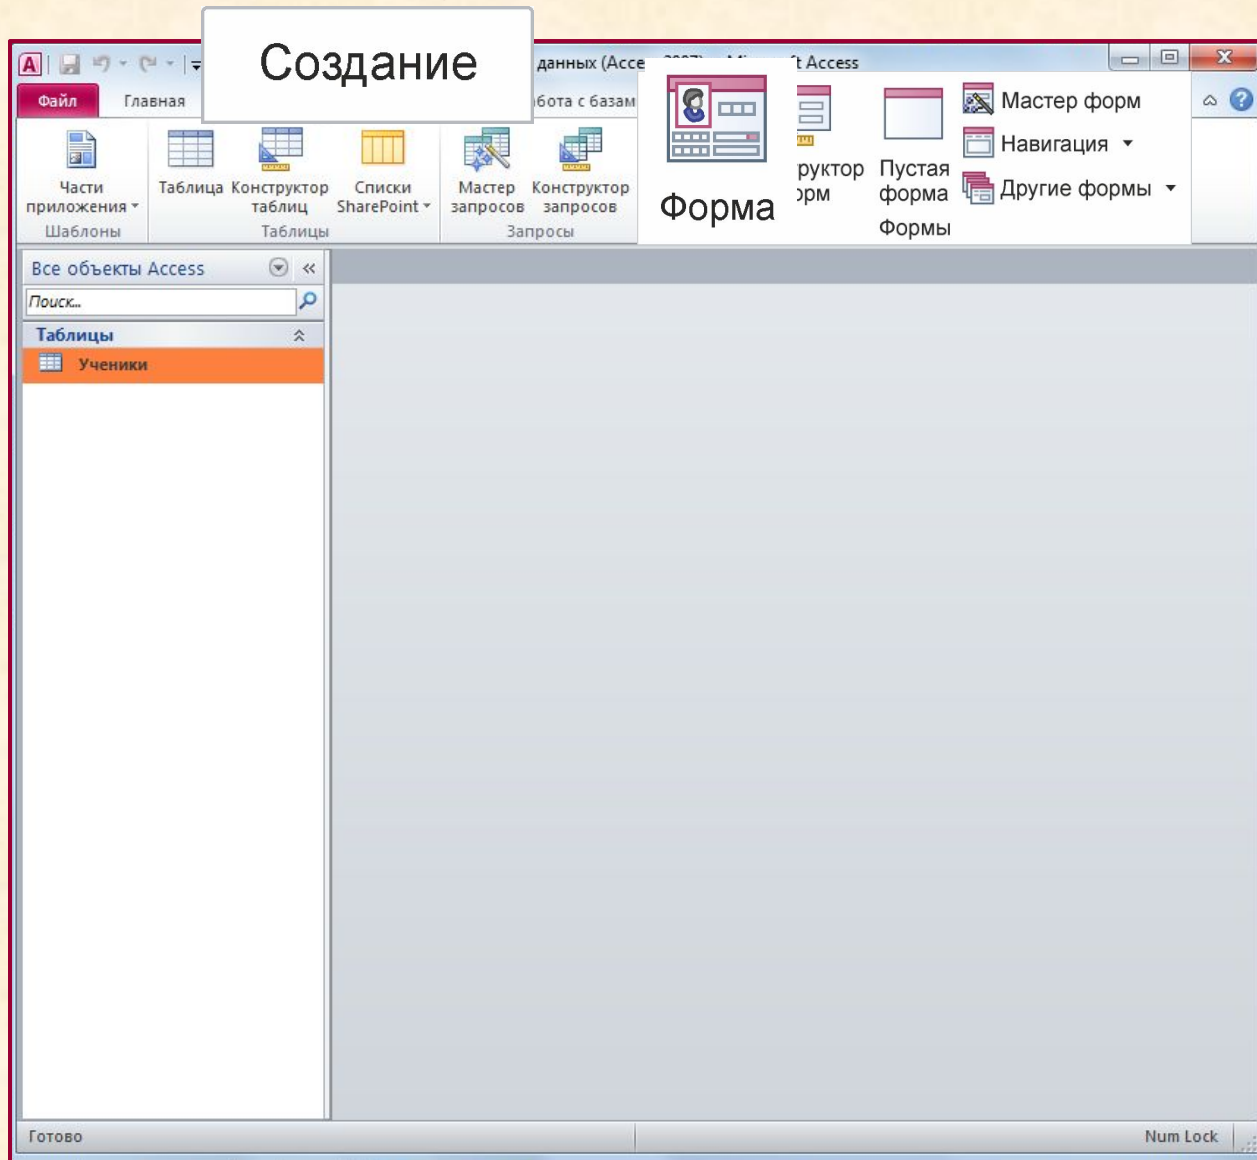 Создание
данных (Acce
t Access
Файл
Главная
бота с базам
Части
приложения
Шаблоны
Таблица
Конструктор
таблиц
Списки
SharePoint
Таблицы
Мастер
запросов
Конструктор
запросов
Запросы
Форма
руктор
орм
Пустая
форма
Мастер форм
Навигация
Другие формы
Формы
Все объекты Access
Поиск...
Таблицы
Ученики
Готово
Num Lock